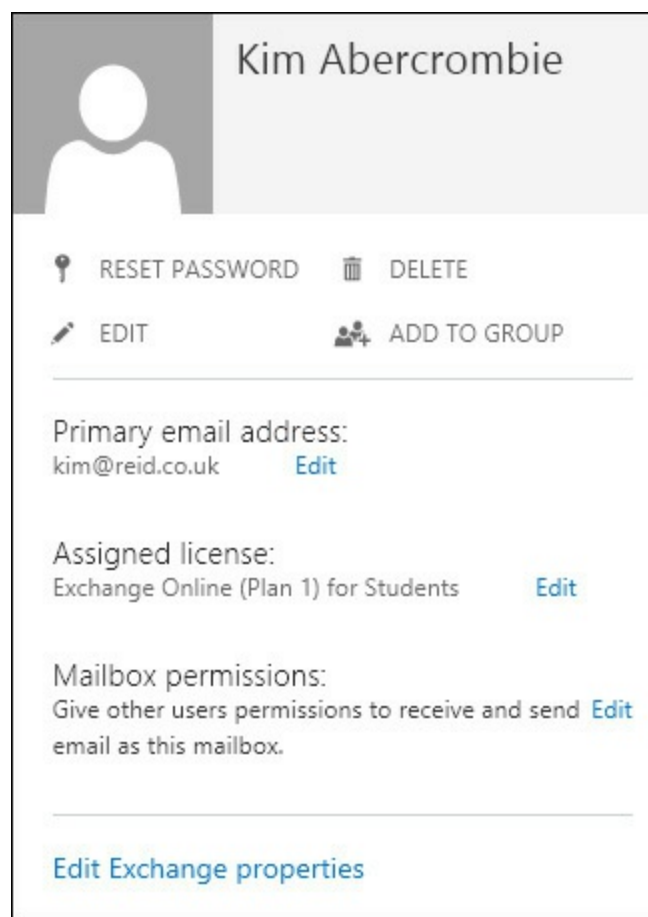 Kim Abercrombie
RESET PASSWORD DELETE
EDIT ADD TO GROUP
Primary email address:
kim@reid.co.uk Edit
Assigned license:
Exchange Online (Plan 1) for Students Edit
Mailbox permissions:
Give other users permissions to receive and send Edit
email as this mailbox.
Edit Exchange properties